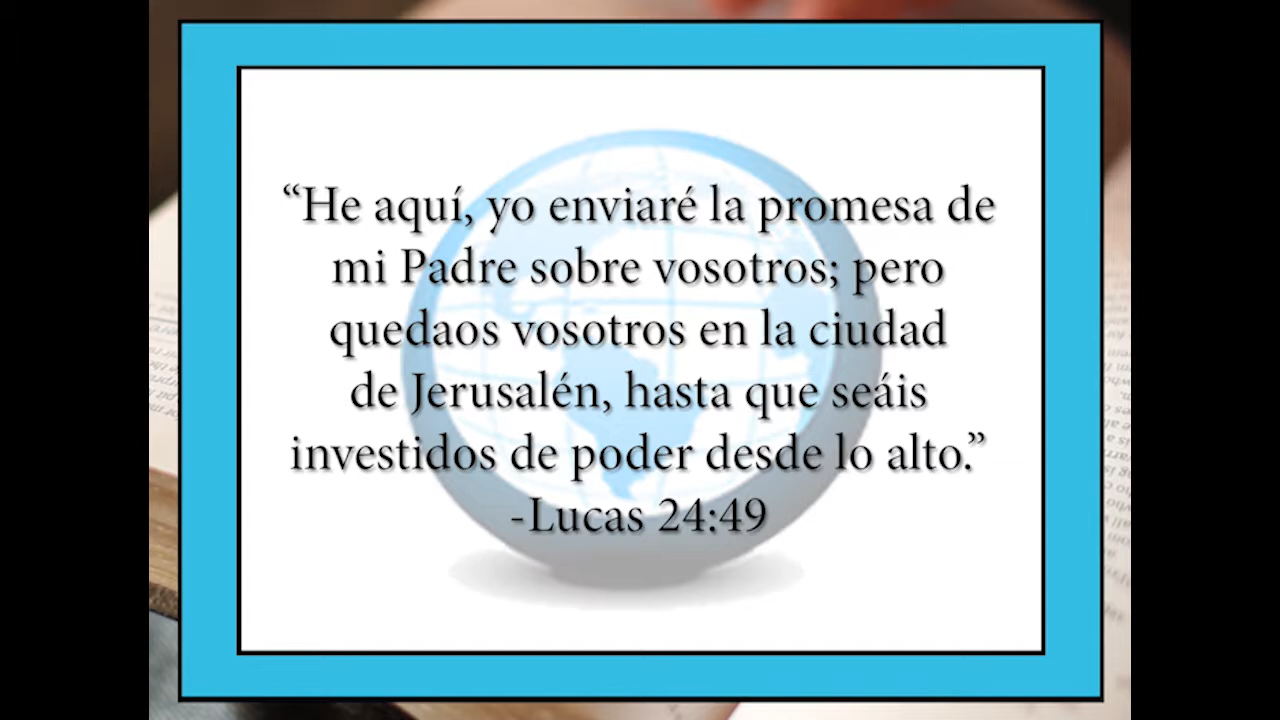 “He aquí, yo enviaré la promesa de
mi Padre sobre vosotros; pero
quedaos vosotros en la ciudad
de Jerusalén, hasta que seáis
investidos de poder desde lo alto.”
-Lucas 24:49